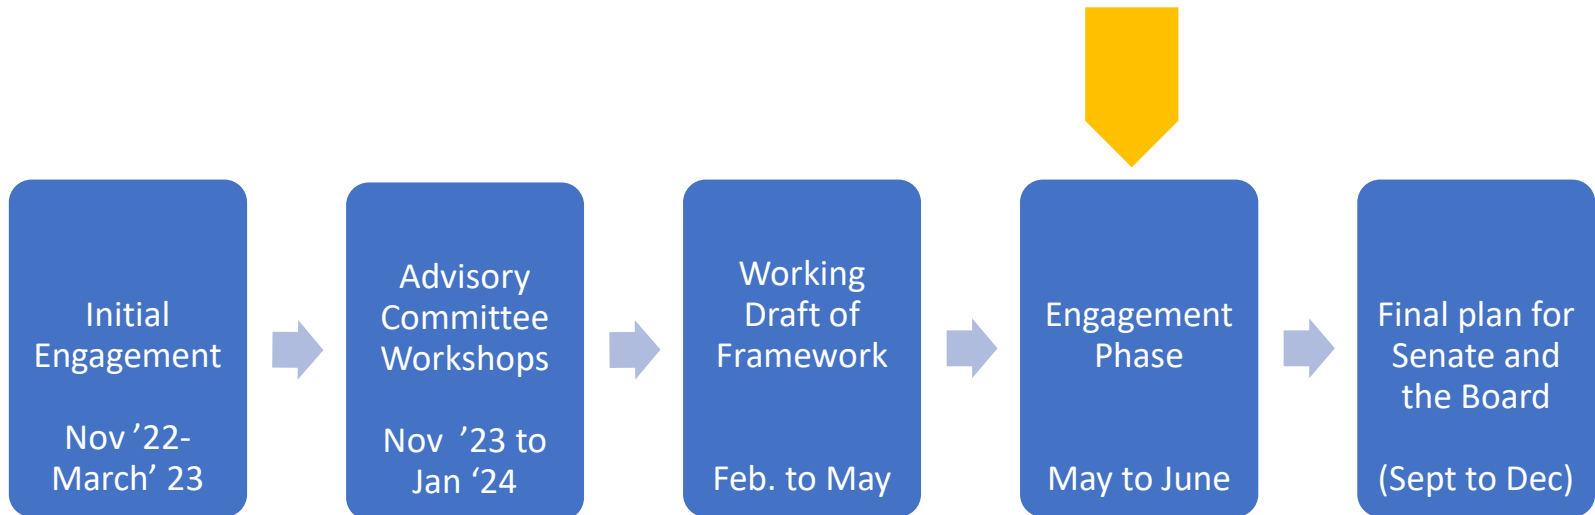 Initial
Engagement
Nov ’22-
March’ 23
Advisory
Committee
Workshops
Nov  ’23 to
Jan ‘24
Working
Draft of
Framework
Feb. to May
Engagement
Phase
May to June
Final plan for
Senate and
the Board
(Sept to Dec)